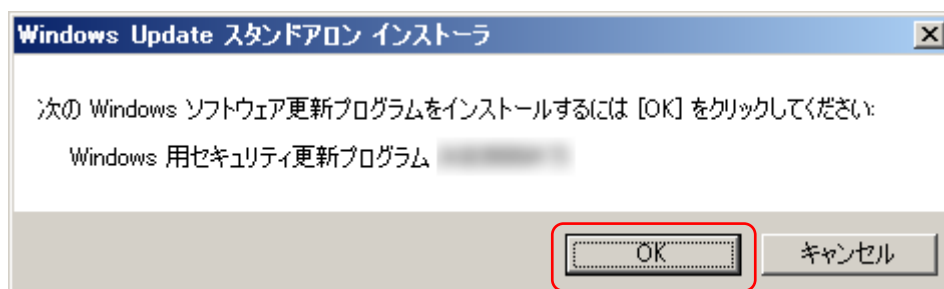 Windows Update スタンドアロン インストーラ
次の Windows ソフトウェア更新プログラムをインストールするには [OK] をクリックしてください:
Windows 用セキュリティ更新プログラム
OK
キャンセル